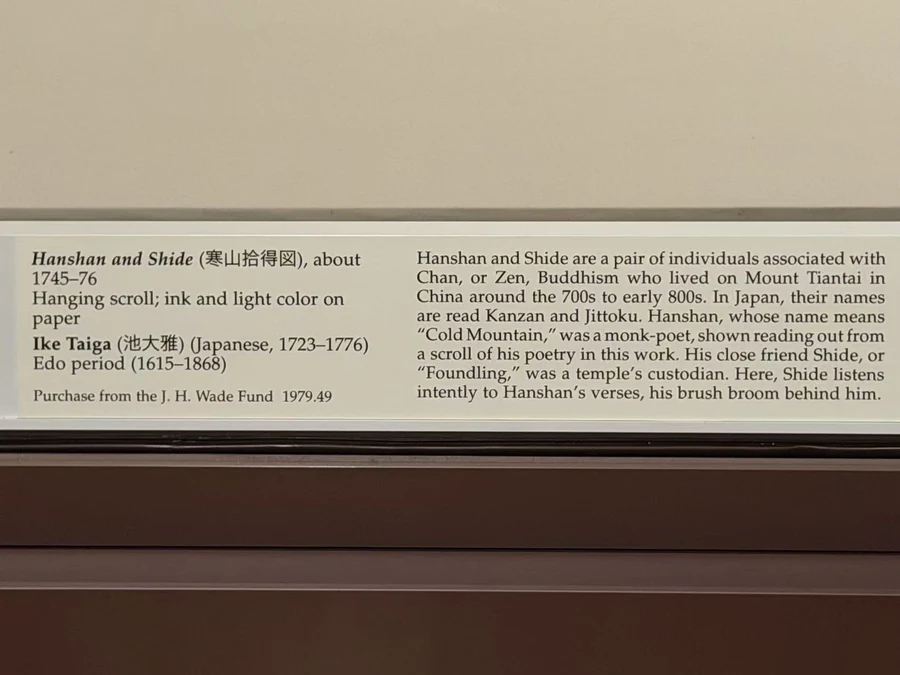 Hanshan and Shide (寒山拾得図), about
1745–76
Hanging scroll; ink and light color on
paper
Ike Taiga (池大雅) (Japanese, 1723–1776)
Edo period (1615–1868)
Purchase from the J. H. Wade Fund 1979.49
Hanshan and Shide are a pair of individuals associated with
Chan, or Zen, Buddhism who lived on Mount Tiantai in
China around the 700s to early 800s. In Japan, their names
are read Kanzan and Jittoku. Hanshan, whose name means
“Cold Mountain,” was a monk-poet, shown reading out from
a scroll of his poetry in this work. His close friend Shide, or
“Foundling,” was a temple’s custodian. Here, Shide listens
intently to Hanshan’s verses, his brush broom behind him.